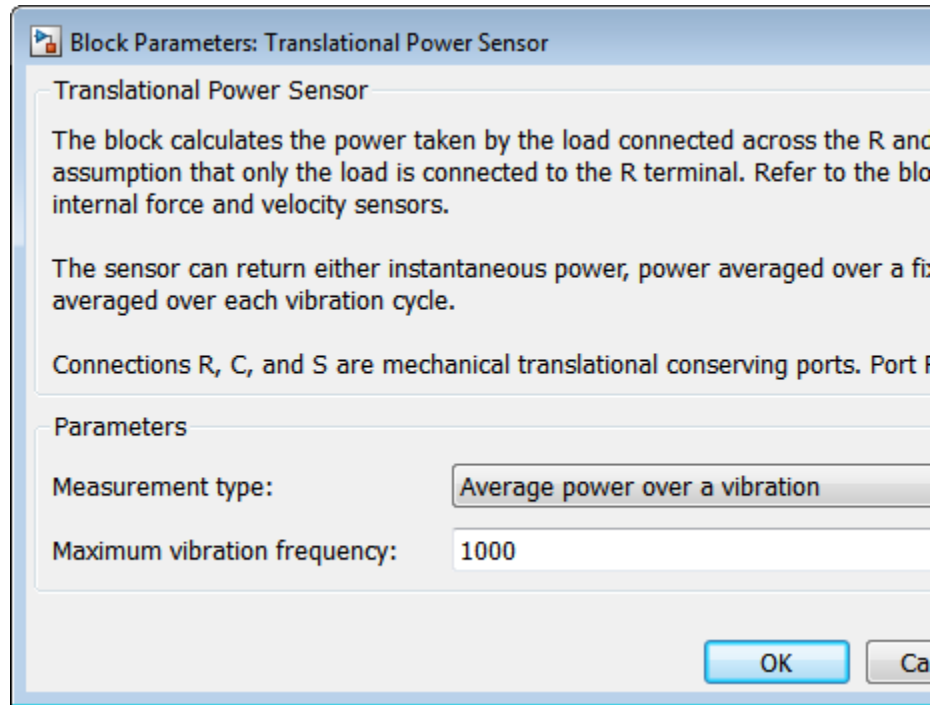 Block Parameters: Translational Power Sensor
Translational Power Sensor
The block calculates the power taken by the load connected across the R and
assumption that only the load is connected to the R terminal. Refer to the
internal force and velocity sensors.
The sensor can return either instantaneous power, power averaged over a
averaged over each vibration cycle.
Connections R, C, and S are mechanical translational conserving ports. Port
Parameters
Measurement type:
Average power over a vibration
Maximum vibration frequency:
1000
OK